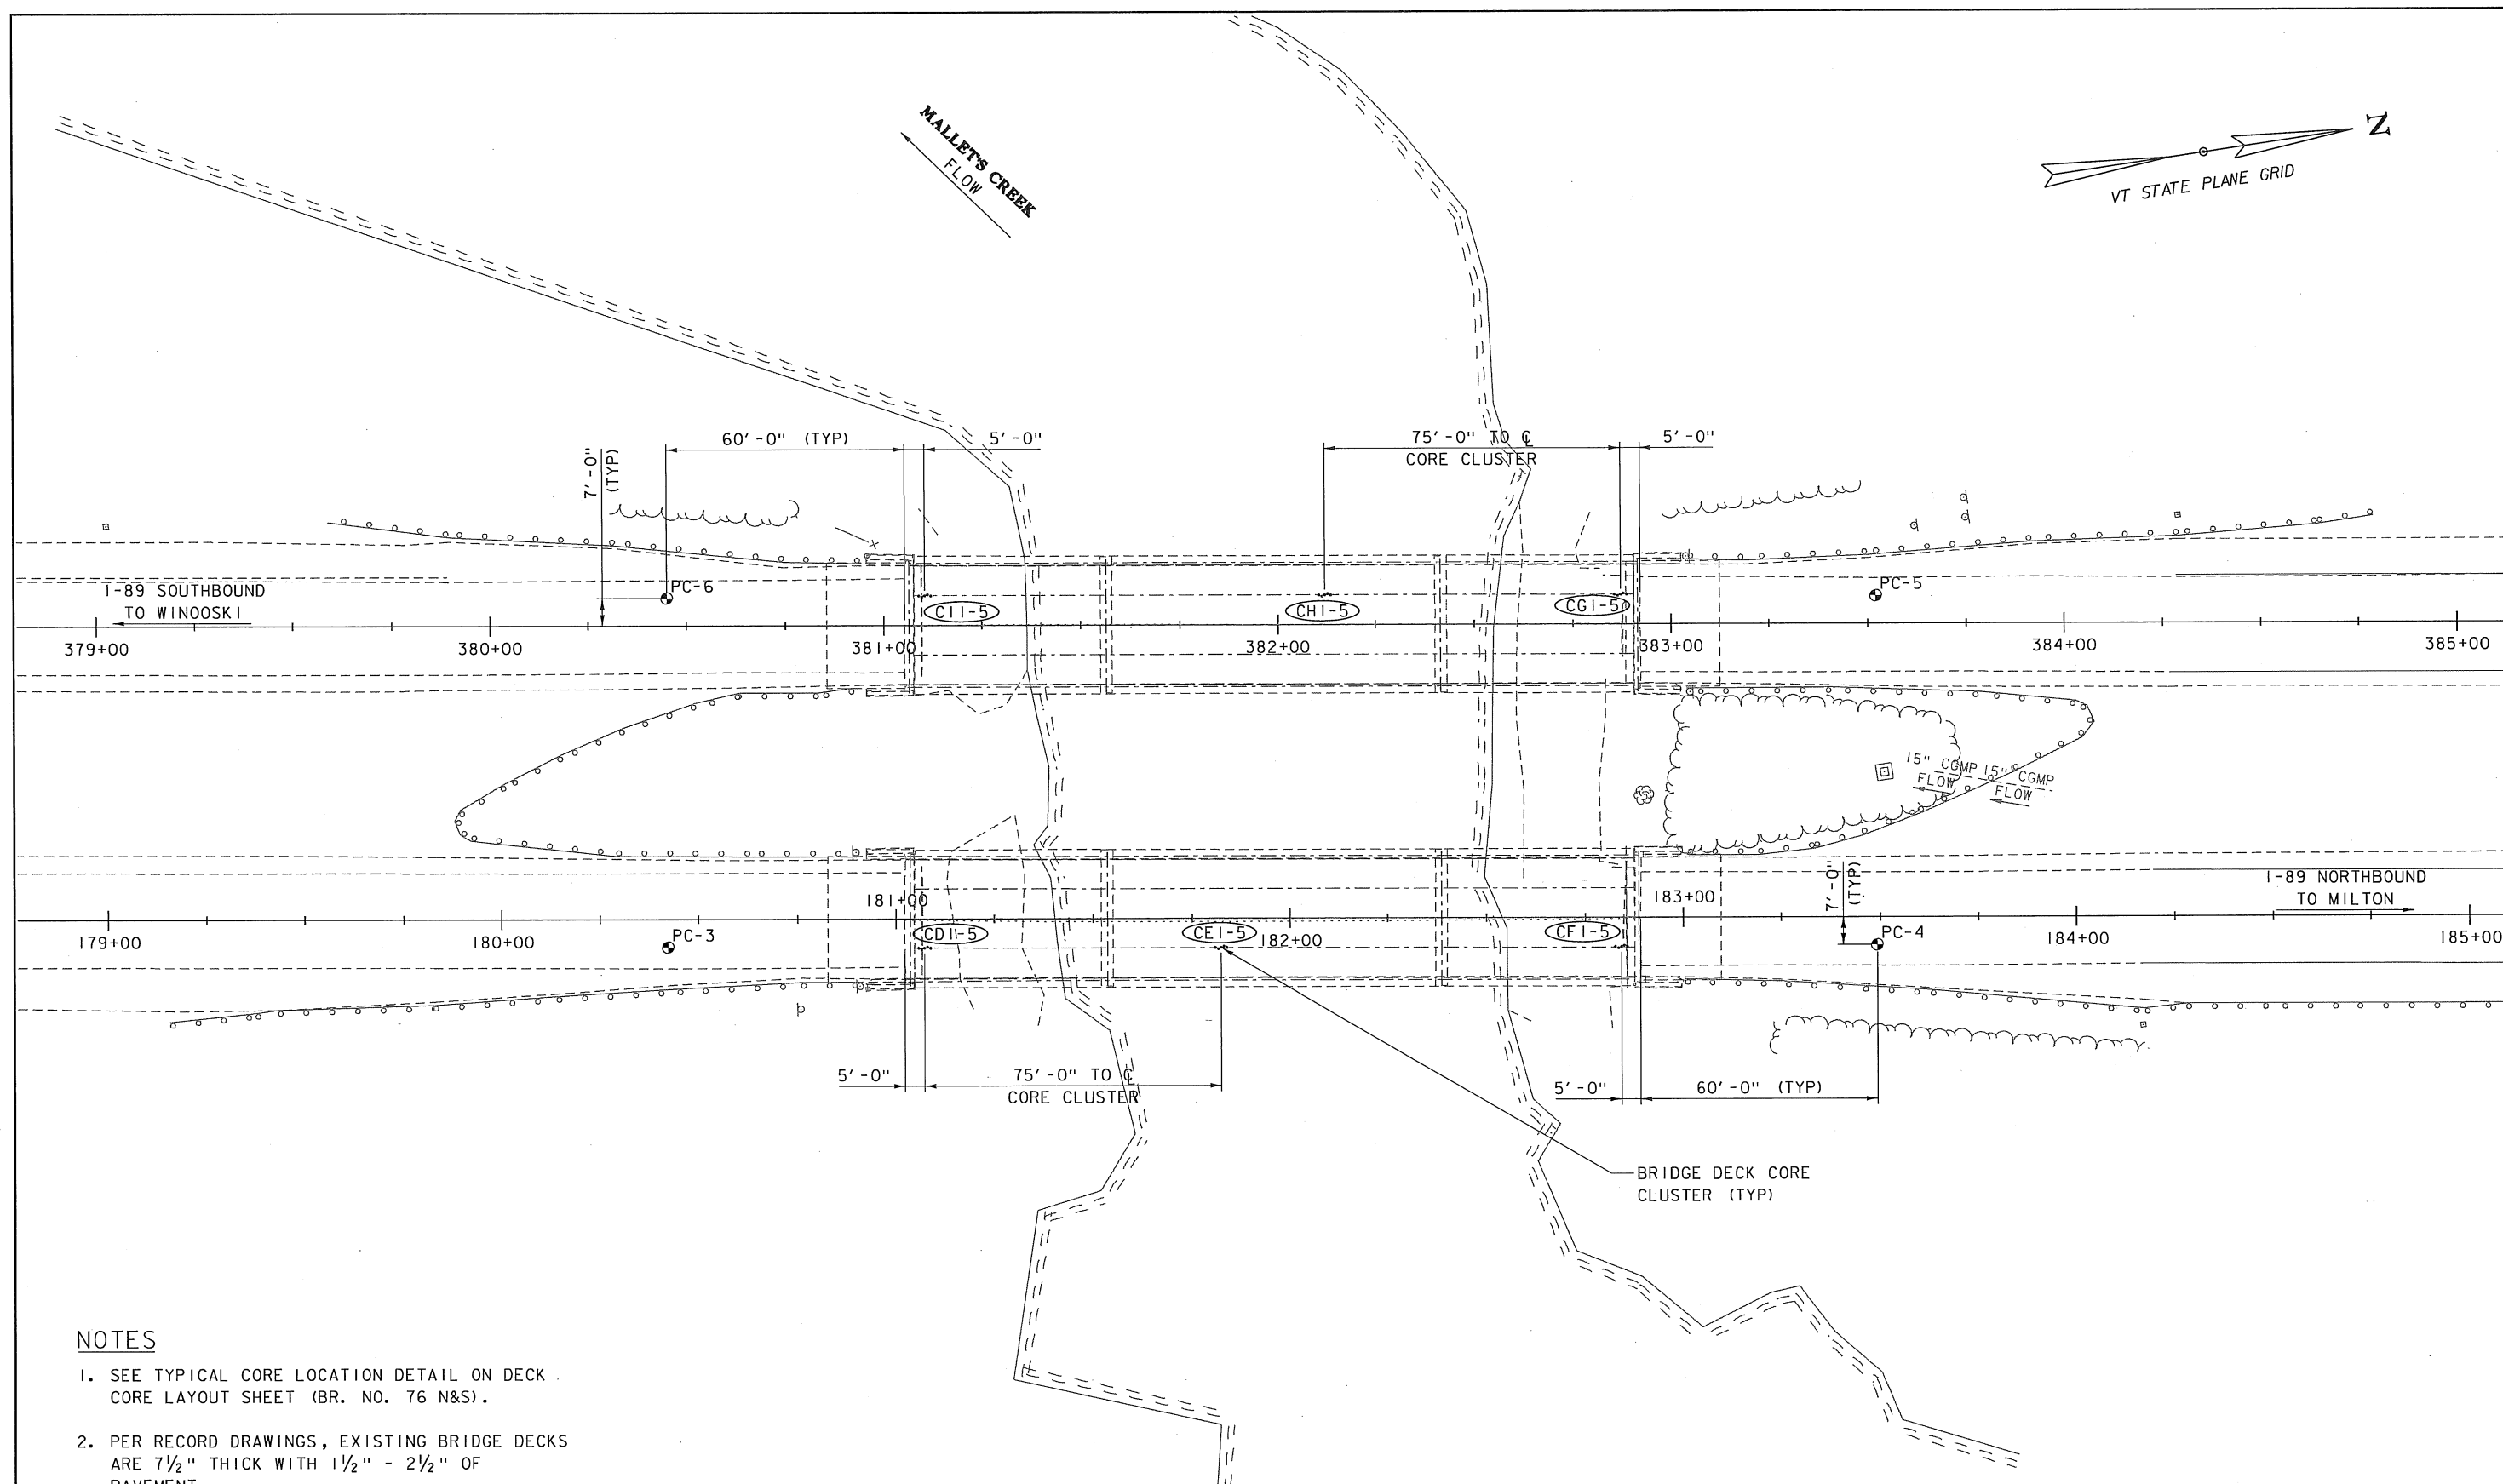 MALLET'S CREEK
FLOW
N
VT STATE PLANE GRID
60'-0" (TYP)
5'-0"
7'-0"
(TYP)
75'-0" TO ℄
CORE CLUSTER
5'-0"
I-89 SOUTHBOUND
TO WINOOSKI
PC-6
CI1-5
CH1-5
CG1-5
PC-5
379+00
380+00
381+00
382+00
383+00
384+00
385+00
15" CGMP
FLOW
15" CGMP
FLOW
I-89 NORTHBOUND
TO MILTON
7'-0"
(TYP)
181+00
183+00
179+00
180+00
PC-3
CD1-5
CE1-5
182+00
CF1-5
PC-4
184+00
185+00
5'-0"
75'-0" TO ℄
CORE CLUSTER
5'-0"
60'-0" (TYP)
BRIDGE DECK CORE
CLUSTER (TYP)
NOTES
1. SEE TYPICAL CORE LOCATION DETAIL ON DECK
CORE LAYOUT SHEET (BR. NO. 76 N&S).
2. PER RECORD DRAWINGS, EXISTING BRIDGE DECKS
ARE 7½" THICK WITH 1½" - 2½" OF